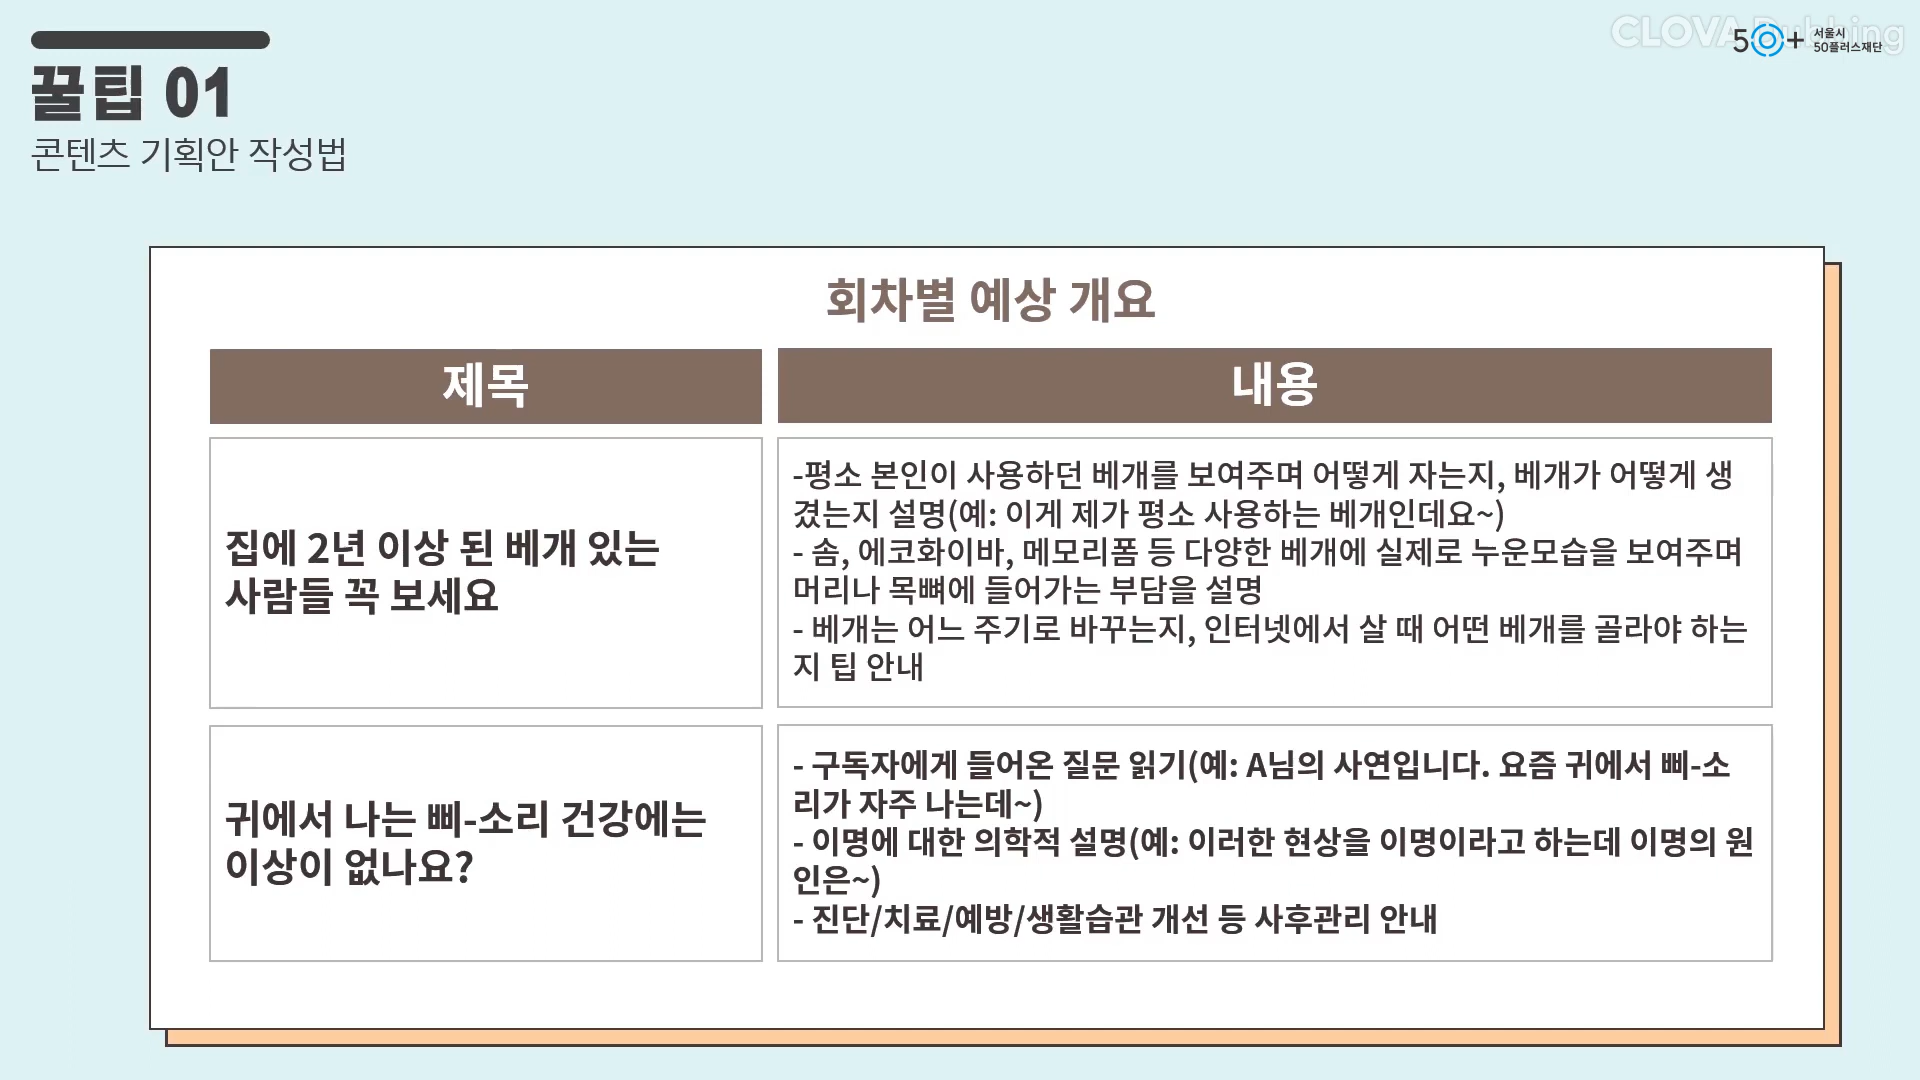 꿀팁 01
콘텐츠 기획안 작성법
CLOVA Dubbing
50+ 서울시
50플러스재단
회차별 예상 개요
제목
내용
집에 2년 이상 된 베개 있는
사람들 꼭 보세요
-평소 본인이 사용하던 베개를 보여주며 어떻게 자는지, 베개가 어떻게 생
겼는지 설명(예: 이게 제가 평소 사용하는 베개인데요~)
- 솜, 에코화이바, 메모리폼 등 다양한 베개에 실제로 누운모습을 보여주며
머리나 목뼈에 들어가는 부담을 설명
- 베개는 어느 주기로 바꾸는지, 인터넷에서 살 때 어떤 베개를 골라야 하는
지 팁 안내
귀에서 나는 삐-소리 건강에는
이상이 없나요?
- 구독자에게 들어온 질문 읽기(예: A님의 사연입니다. 요즘 귀에서 삐-소
리가 자주 나는데~)
- 이명에 대한 의학적 설명(예: 이러한 현상을 이명이라고 하는데 이명의 원
인은~)
- 진단/치료/예방/생활습관 개선 등 사후관리 안내